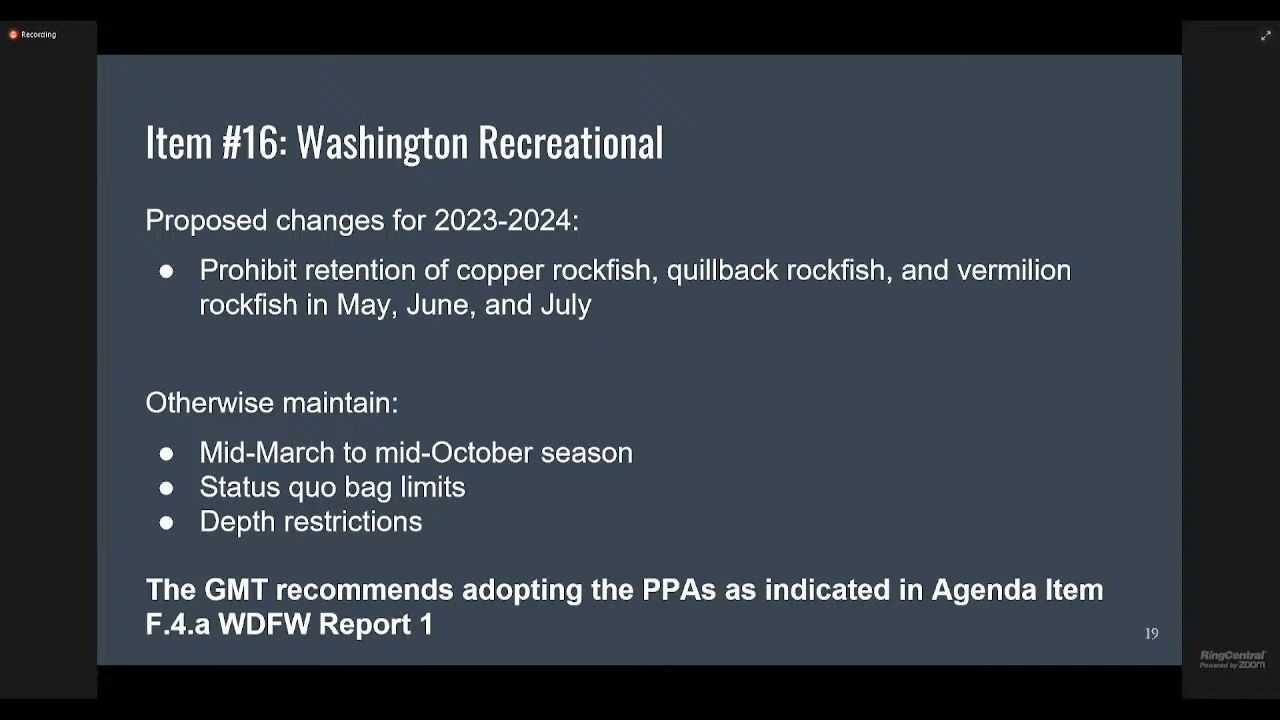 Recording
Item #16: Washington Recreational
Proposed changes for 2023-2024:
● Prohibit retention of copper rockfish, quillback rockfish, and vermilion
rockfish in May, June, and July
Otherwise maintain:
● Mid-March to mid-October season
● Status quo bag limits
● Depth restrictions
The GMT recommends adopting the PPAs as indicated in Agenda Item
F.4.a WDFW Report 1
19
RingCentral
Powered by zoom